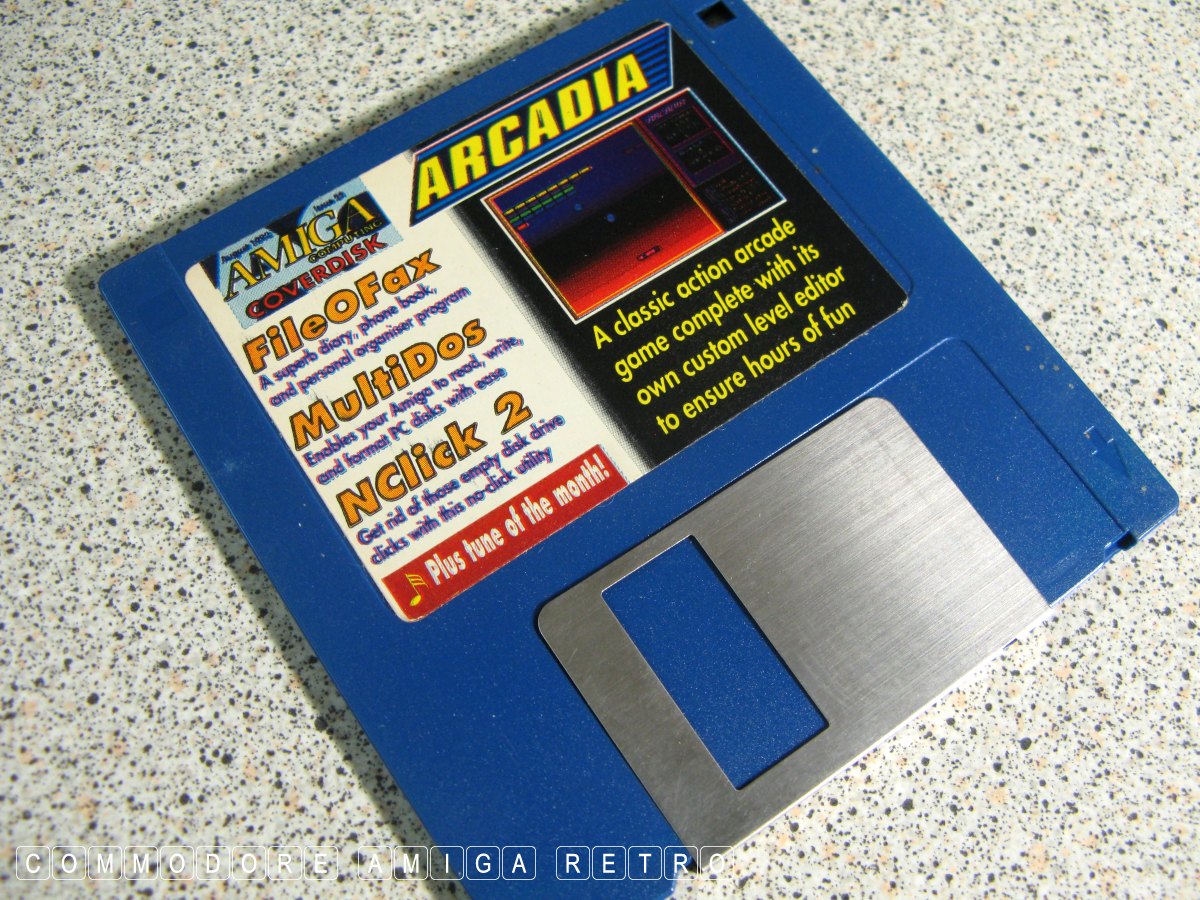 ARCADIA
AMIGA
COMPUTING
COVERDISK
FileOFax
A superb diary, phone book,
and personal organiser program
MultiDos
Enables your Amiga to read, write,
and format PC disks with ease
NClick 2
Get rid of those empty disk drive
clicks with this no-click utility
Plus tune of the month!
A classic action arcade
game complete with its
own custom level editor
to ensure hours of fun
COMMODORE AMIGA RETRO